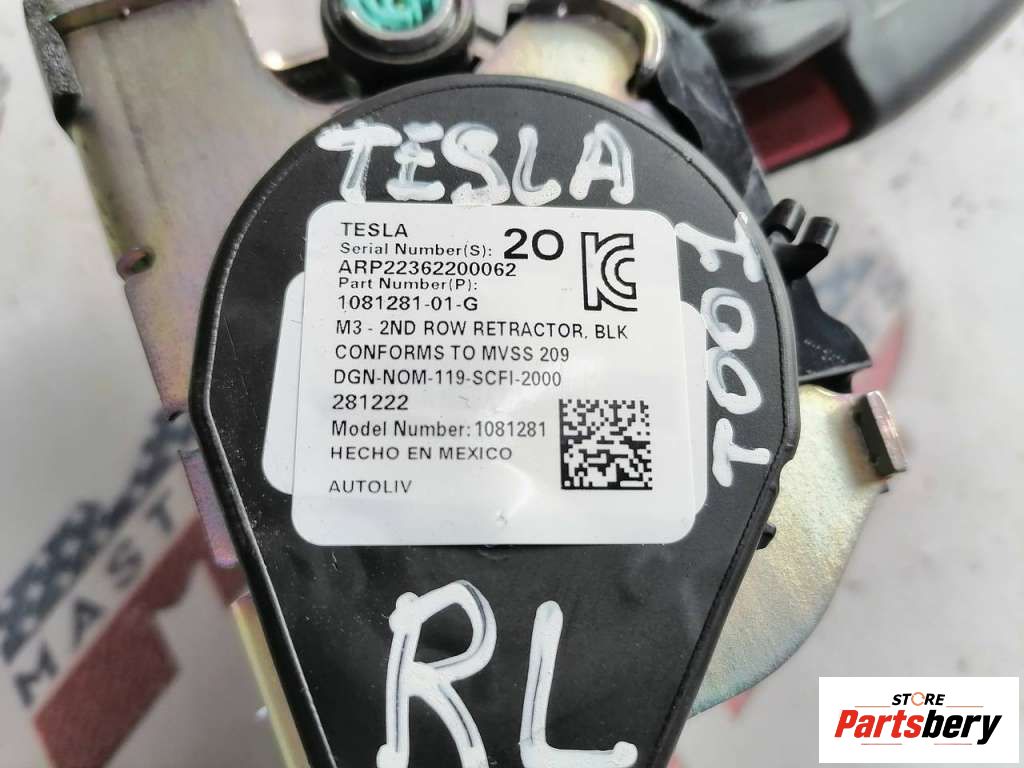 TESLA
TESLA
Serial Number(S): 20
ARP22362200062
Part Number(P):
1081281-01-G
M3 - 2ND ROW RETRACTOR, BLK
CONFORMS TO MVSS 209
DGN-NOM-119-SCFI-2000
281222
Model Number: 1081281
HECHO EN MEXICO
AUTOLIV
RL
MAST
STORE
Partsbery